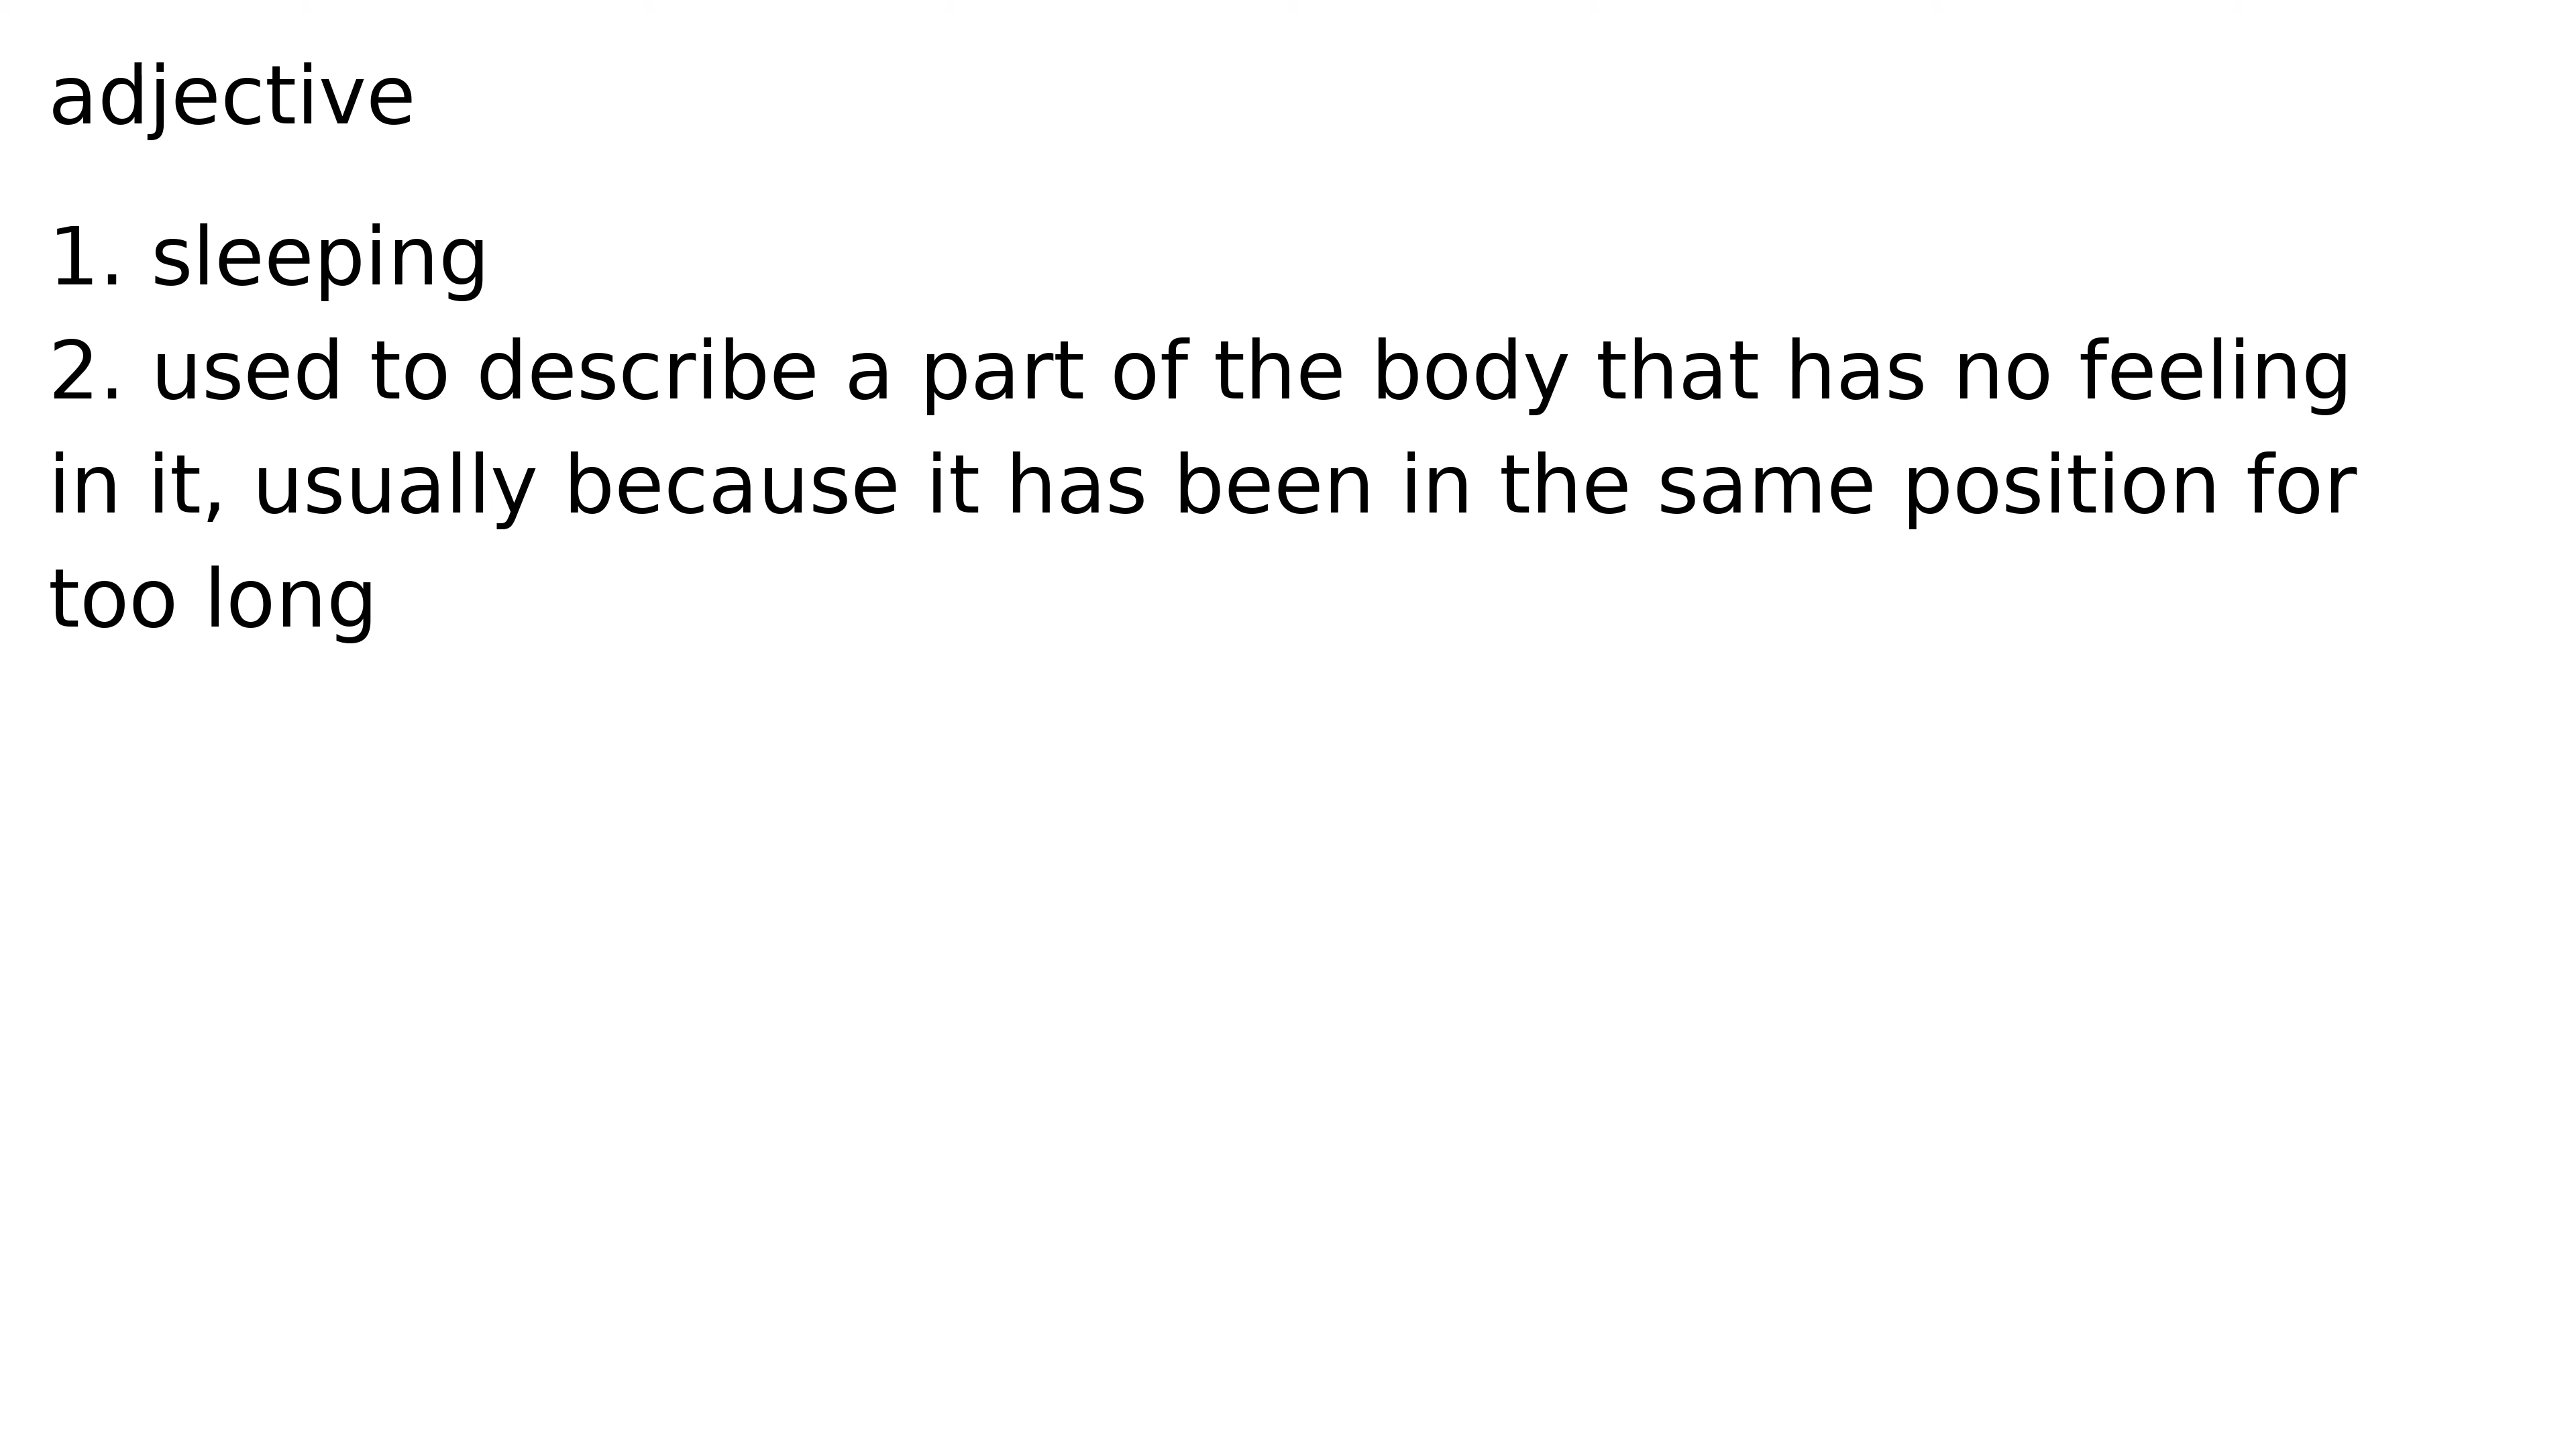 adjective
1. sleeping
2. used to describe a part of the body that has no feeling
in it, usually because it has been in the same position for
too long